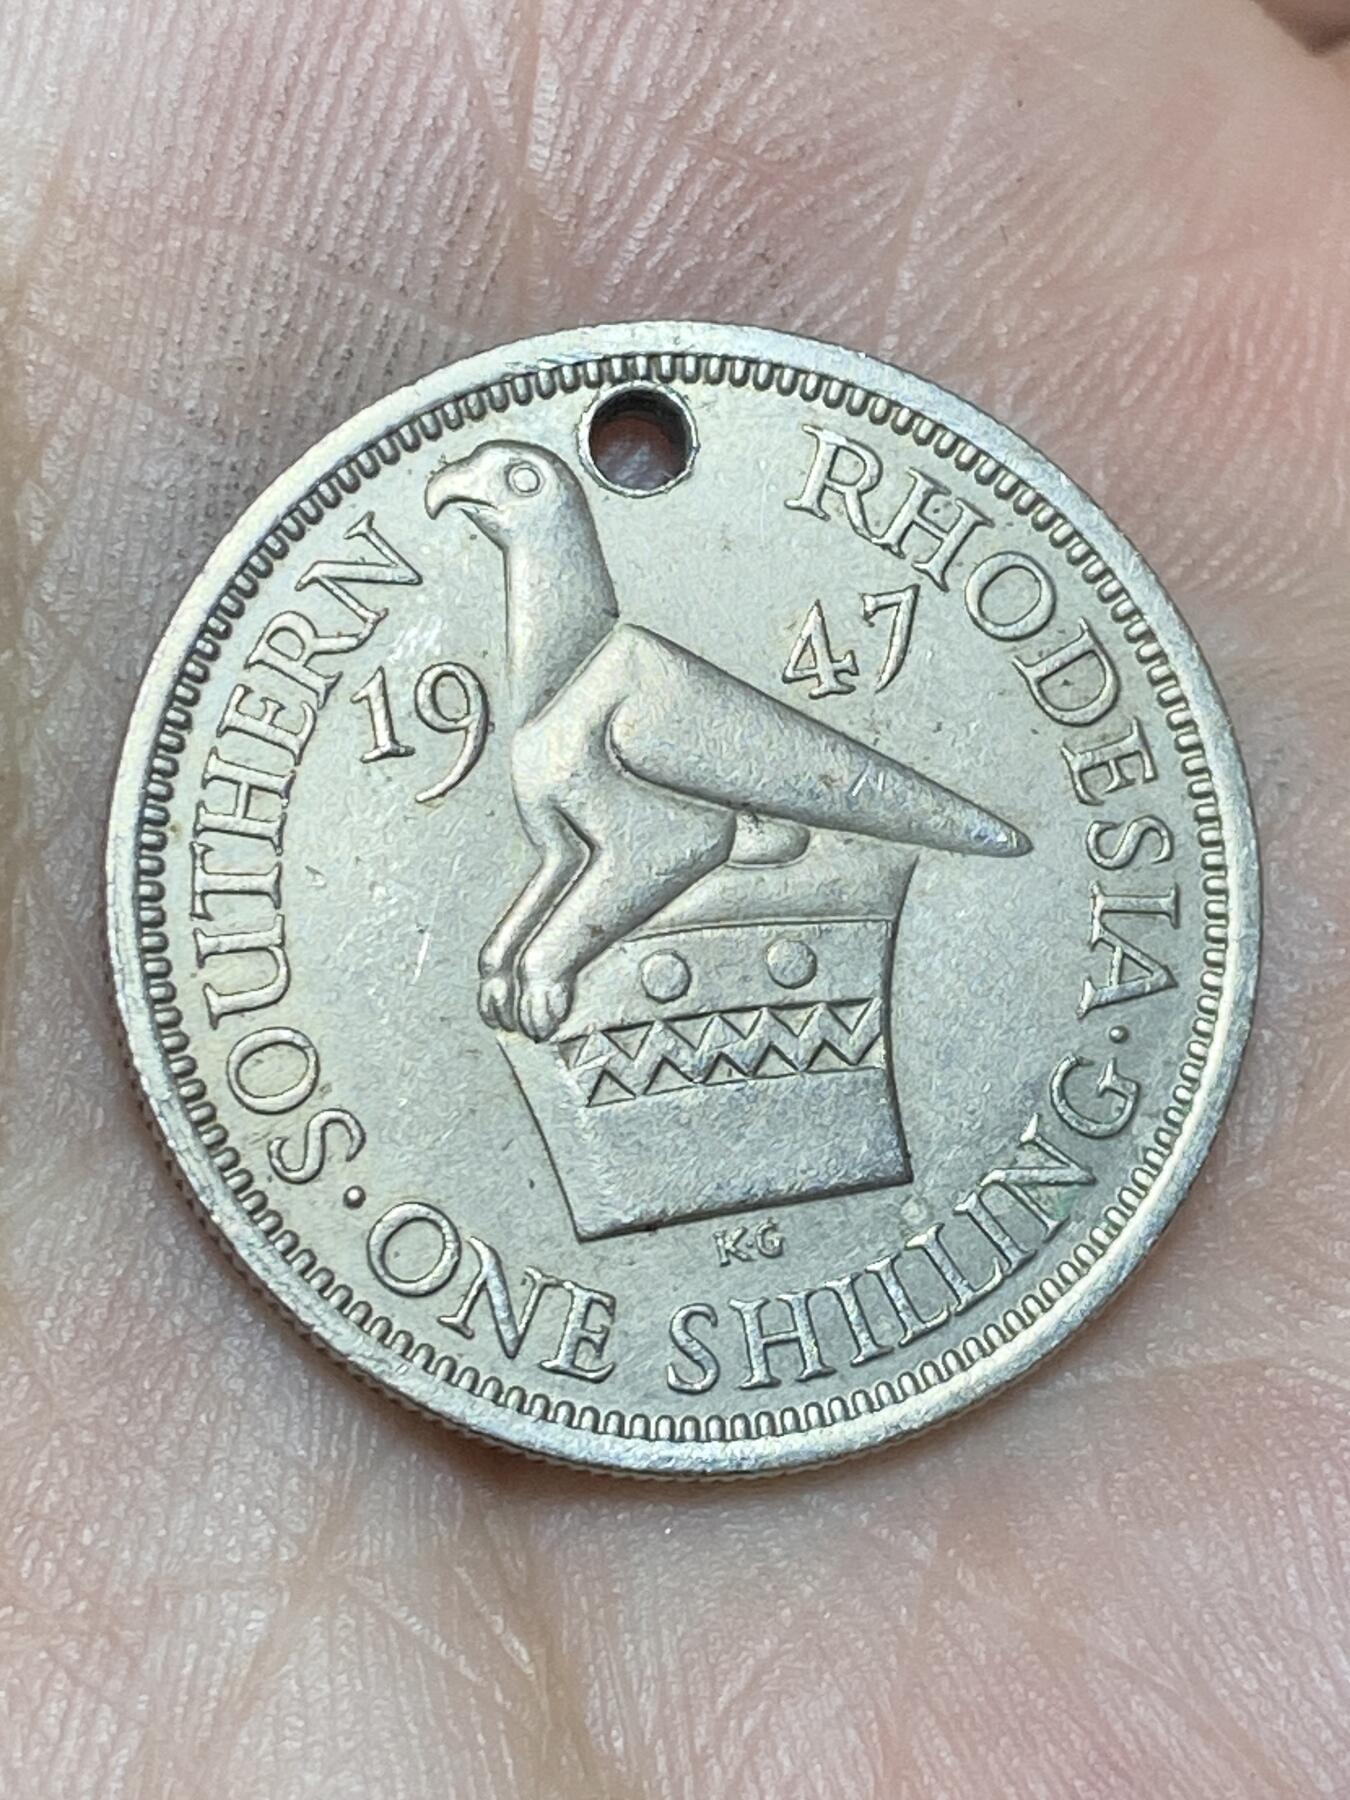 SOUTHERN RHODESIA
19 47
K·G
·ONE SHILLING·